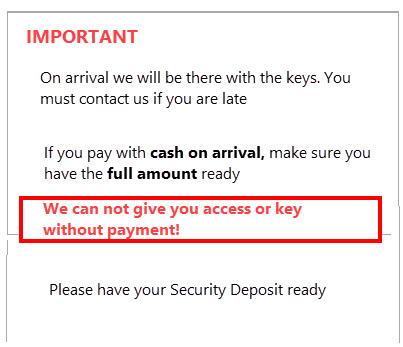 IMPORTANT
On arrival we will be there with the keys. You
must contact us if you are late
If you pay with cash on arrival, make sure you
have the full amount ready
We can not give you access or key
without payment!
Please have your Security Deposit ready